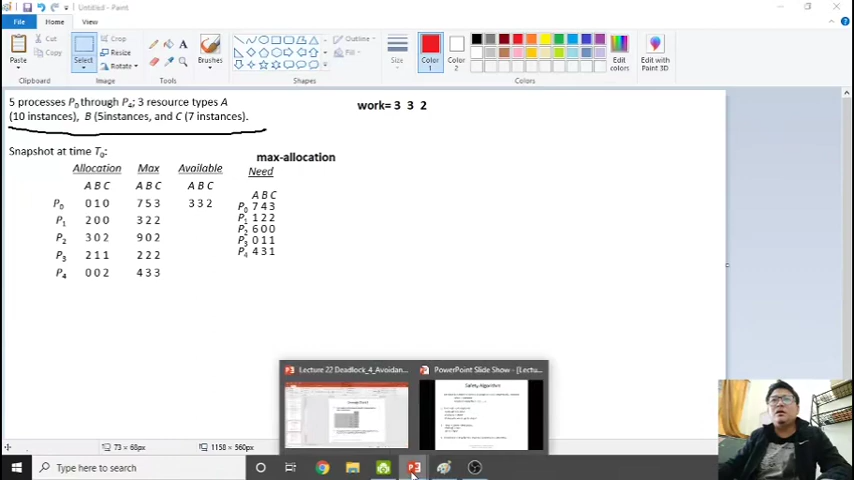 Untitled - Paint
File
Home
View
Paste
Cut
Copy
Clipboard
Select
Crop
Resize
Rotate
Image
Tools
Brushes
Shapes
Outline
Fill
Size
Color 1
Color 2
Colors
Edit colors
Edit with Paint 3D
5 processes P0 through P4; 3 resource types A
(10 instances), B (5instances, and C (7 instances).
work= 3 3 2
Snapshot at time T0:
max-allocation
Allocation Max Available Need
A B C A B C A B C A B C
P0 0 1 0 7 5 3 3 3 2
P1 2 0 0 3 2 2
P2 3 0 2 9 0 2
P3 2 1 1 2 2 2
P4 0 0 2 4 3 3
P0 7 4 3
P1 1 2 2
P2 6 0 0
P3 0 1 1
P4 4 3 1
Lecture 22 Deadlock_4_Avoidan...
PowerPoint Slide Show - [Lectu...
Safety Algorithm
73 × 68px
1158 × 560px
Type here to search